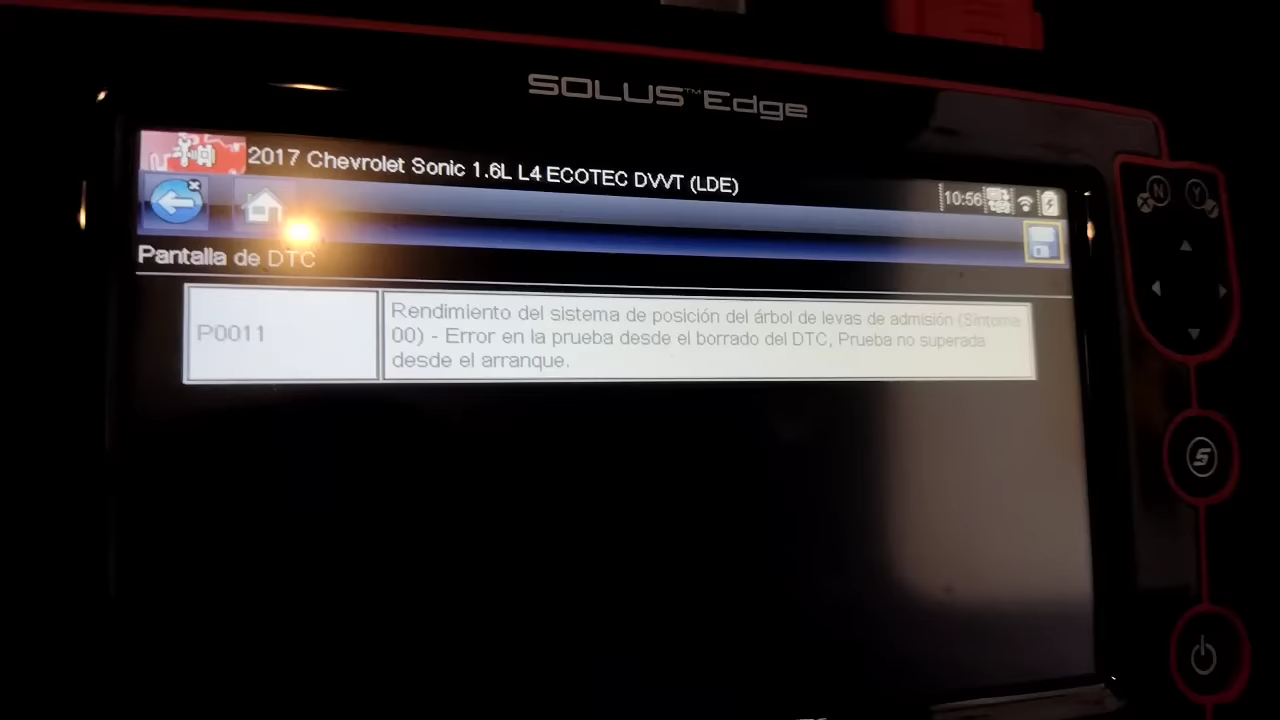 SOLUS™Edge
2017 Chevrolet Sonic 1.6L L4 ECOTEC DVVT (LDE)
10:56
N
Y
X
Pantalla de DTC
P0011
Rendimiento del sistema de posición del árbol de levas de admisión (Síntoma
00) - Error en la prueba desde el borrado del DTC, Prueba no superada
desde el arranque.
S